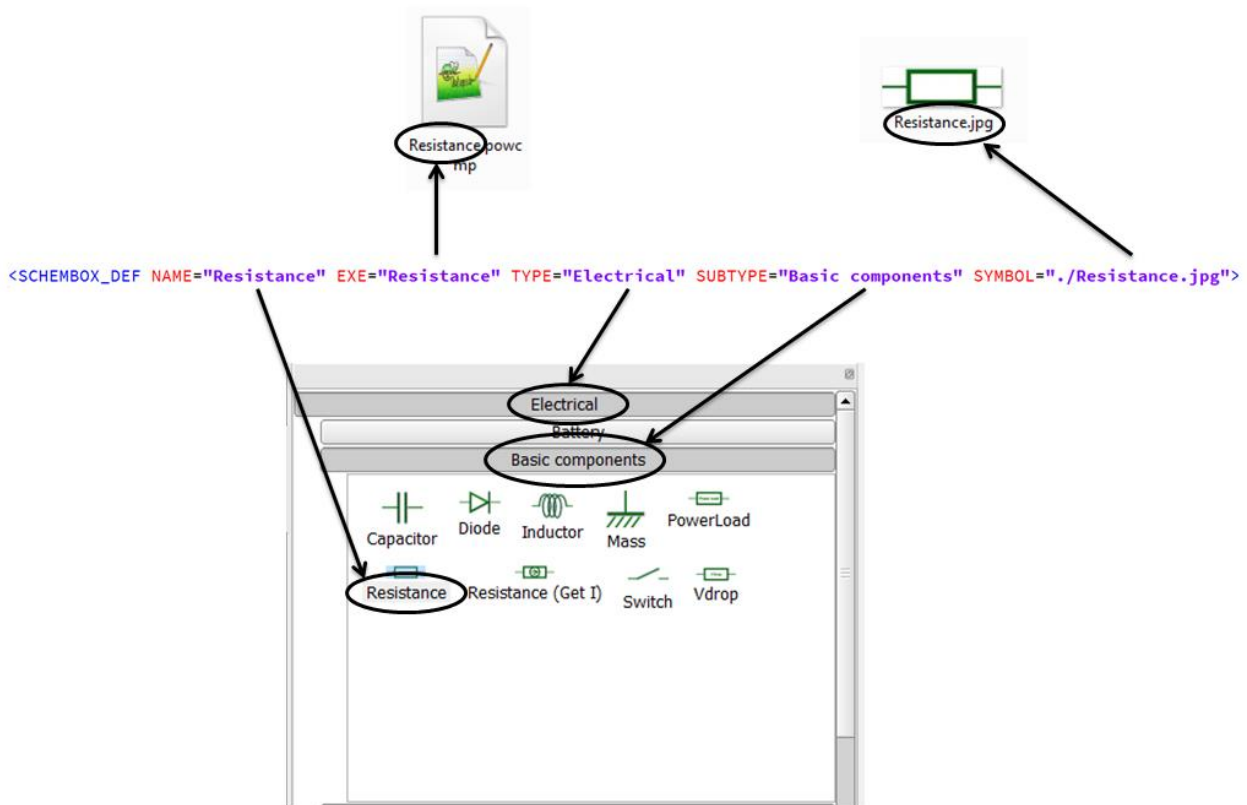 Resistance.powc
mp
Resistance.jpg
<SCHEMBOX_DEF NAME="Resistance" EXE="Resistance" TYPE="Electrical" SUBTYPE="Basic components" SYMBOL="./Resistance.jpg">
Electrical
Battery
Basic components
Capacitor Diode Inductor Mass PowerLoad
Resistance Resistance (Get I) Switch Vdrop